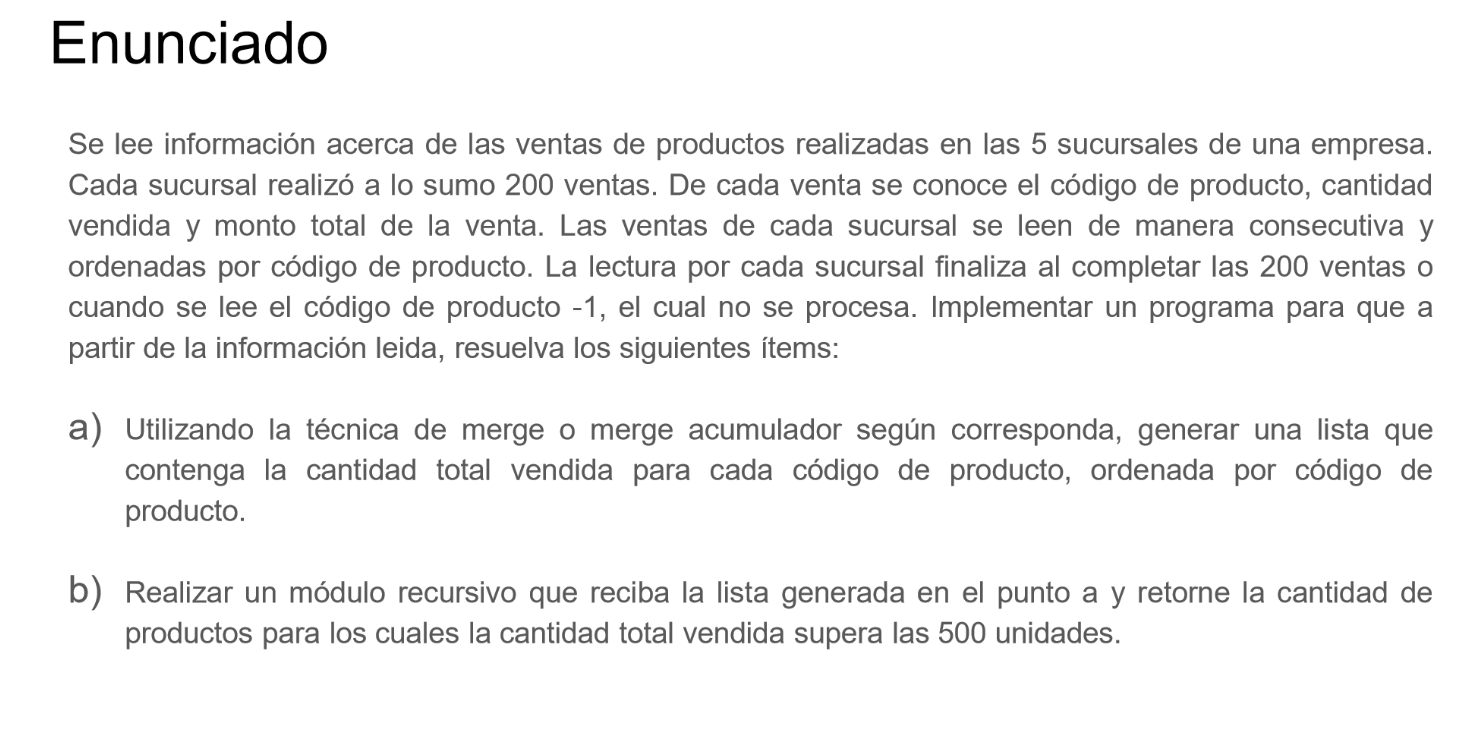 Enunciado
Se lee información acerca de las ventas de productos realizadas en las 5 sucursales de una empresa.
Cada sucursal realizó a lo sumo 200 ventas. De cada venta se conoce el código de producto, cantidad
vendida y monto total de la venta. Las ventas de cada sucursal se leen de manera consecutiva y
ordenadas por código de producto. La lectura por cada sucursal finaliza al completar las 200 ventas o
cuando se lee el código de producto -1, el cual no se procesa. Implementar un programa para que a
partir de la información leida, resuelva los siguientes ítems:
a) Utilizando la técnica de merge o merge acumulador según corresponda, generar una lista que
contenga la cantidad total vendida para cada código de producto, ordenada por código de
producto.
b) Realizar un módulo recursivo que reciba la lista generada en el punto a y retorne la cantidad de
productos para los cuales la cantidad total vendida supera las 500 unidades.